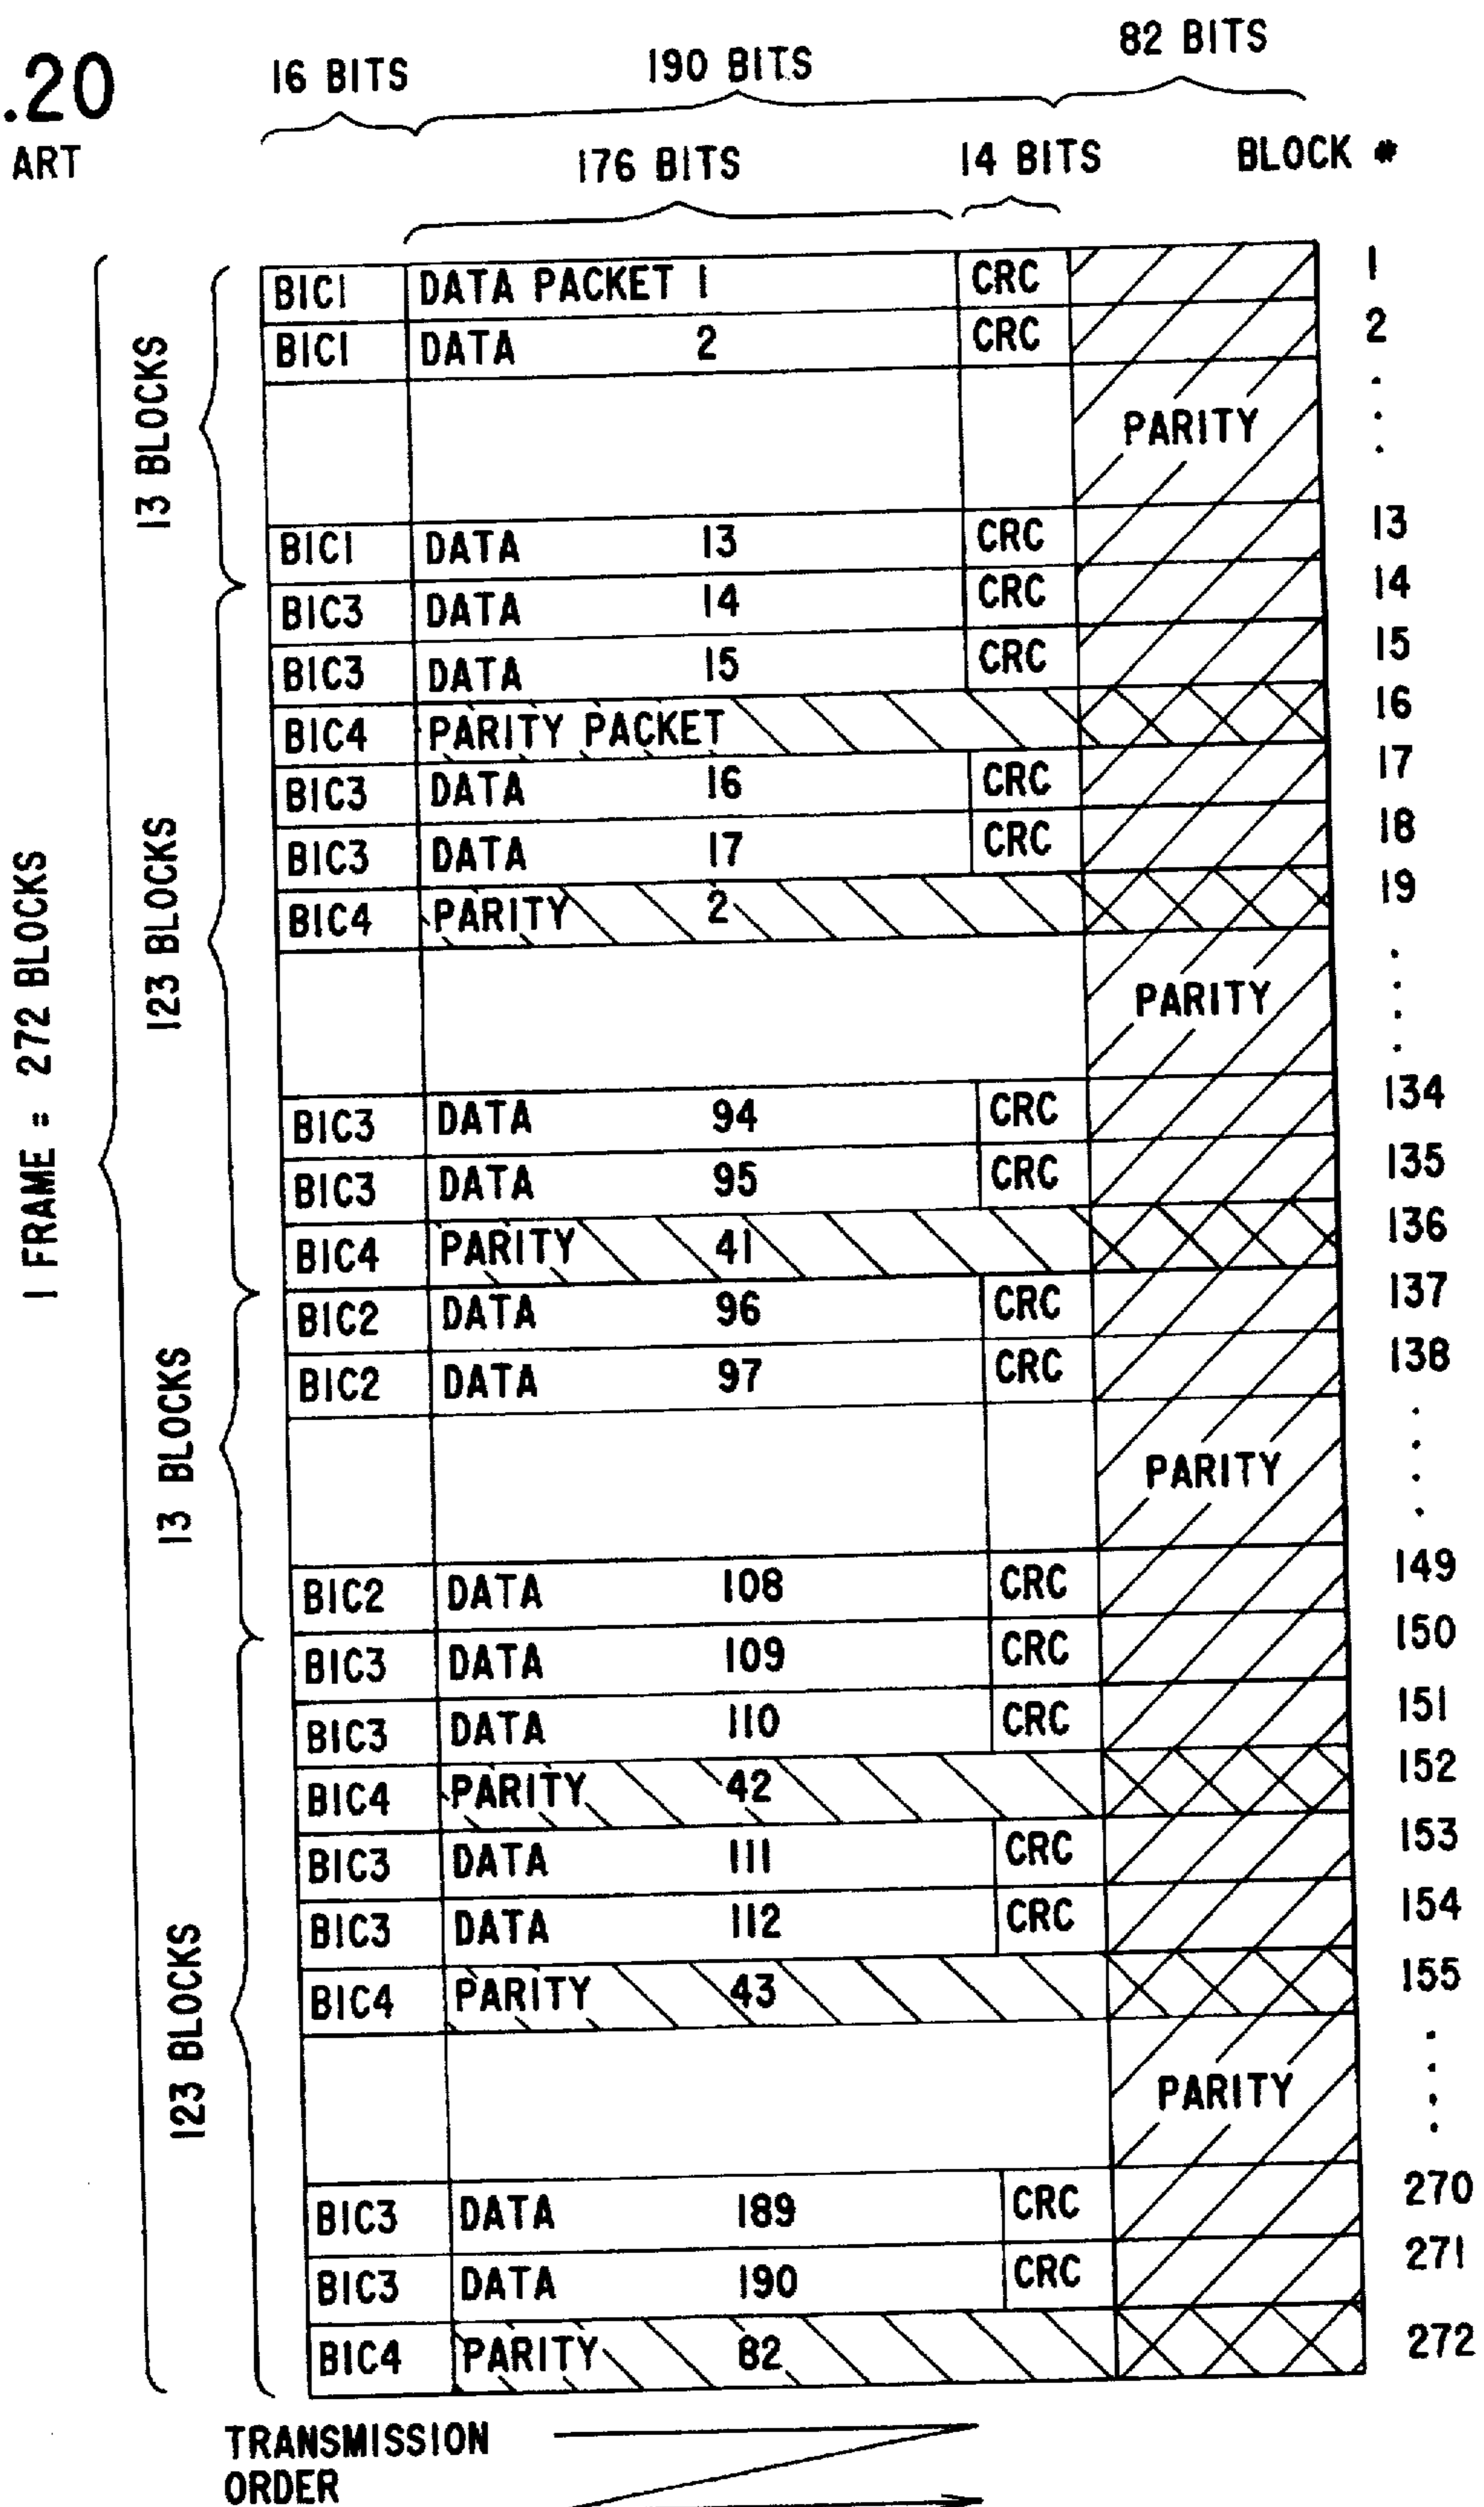 .20
ART
16 BITS 190 BITS 82 BITS
176 BITS 14 BITS BLOCK #
1 FRAME = 272 BLOCKS
13 BLOCKS
123 BLOCKS
13 BLOCKS
123 BLOCKS
BIC1 DATA PACKET 1 CRC 1
BIC1 DATA 2 CRC 2
PARITY
BIC1 DATA 13 CRC 13
BIC3 DATA 14 CRC 14
BIC3 DATA 15 CRC 15
BIC4 PARITY PACKET 16
BIC3 DATA 16 CRC 17
BIC3 DATA 17 CRC 18
BIC4 PARITY 2 19
PARITY
BIC3 DATA 94 CRC 134
BIC3 DATA 95 CRC 135
BIC4 PARITY 41 136
BIC2 DATA 96 CRC 137
BIC2 DATA 97 CRC 138
PARITY
BIC2 DATA 108 CRC 149
BIC3 DATA 109 CRC 150
BIC3 DATA 110 CRC 151
BIC4 PARITY 42 152
BIC3 DATA 111 CRC 153
BIC3 DATA 112 CRC 154
BIC4 PARITY 43 155
PARITY
BIC3 DATA 189 CRC 270
BIC3 DATA 190 CRC 271
BIC4 PARITY 82 272
TRANSMISSION
ORDER